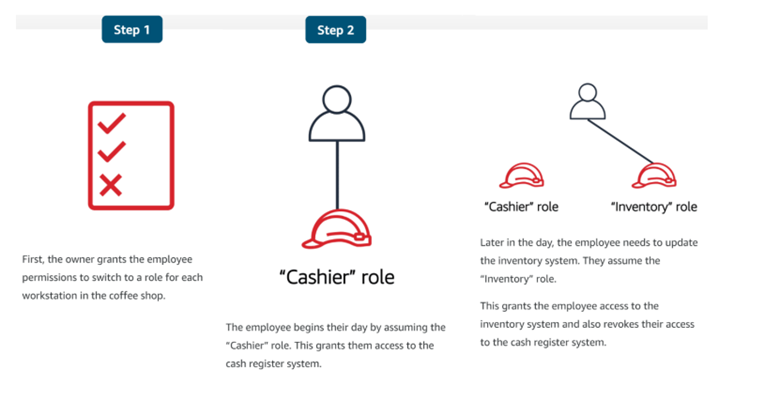 Step 1
First, the owner grants the employee
permissions to switch to a role for each
workstation in the coffee shop.
Step 2
“Cashier” role
The employee begins their day by assuming the
“Cashier” role. This grants them access to the
cash register system.
“Cashier” role
“Inventory” role
Later in the day, the employee needs to update
the inventory system. They assume the
“Inventory” role.
This grants the employee access to the
inventory system and also revokes their access
to the cash register system.